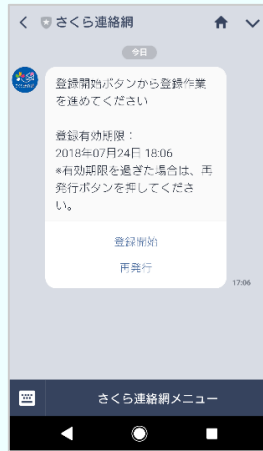 さくら連絡網
今日
登録開始ボタンから登録作業
を進めてください
登録有効期限：
2018年07月24日 18:06
※有効期限を過ぎた場合は、再
発行ボタンを押してくださ
い。
登録開始
再発行
17:06
さくら連絡網メニュー